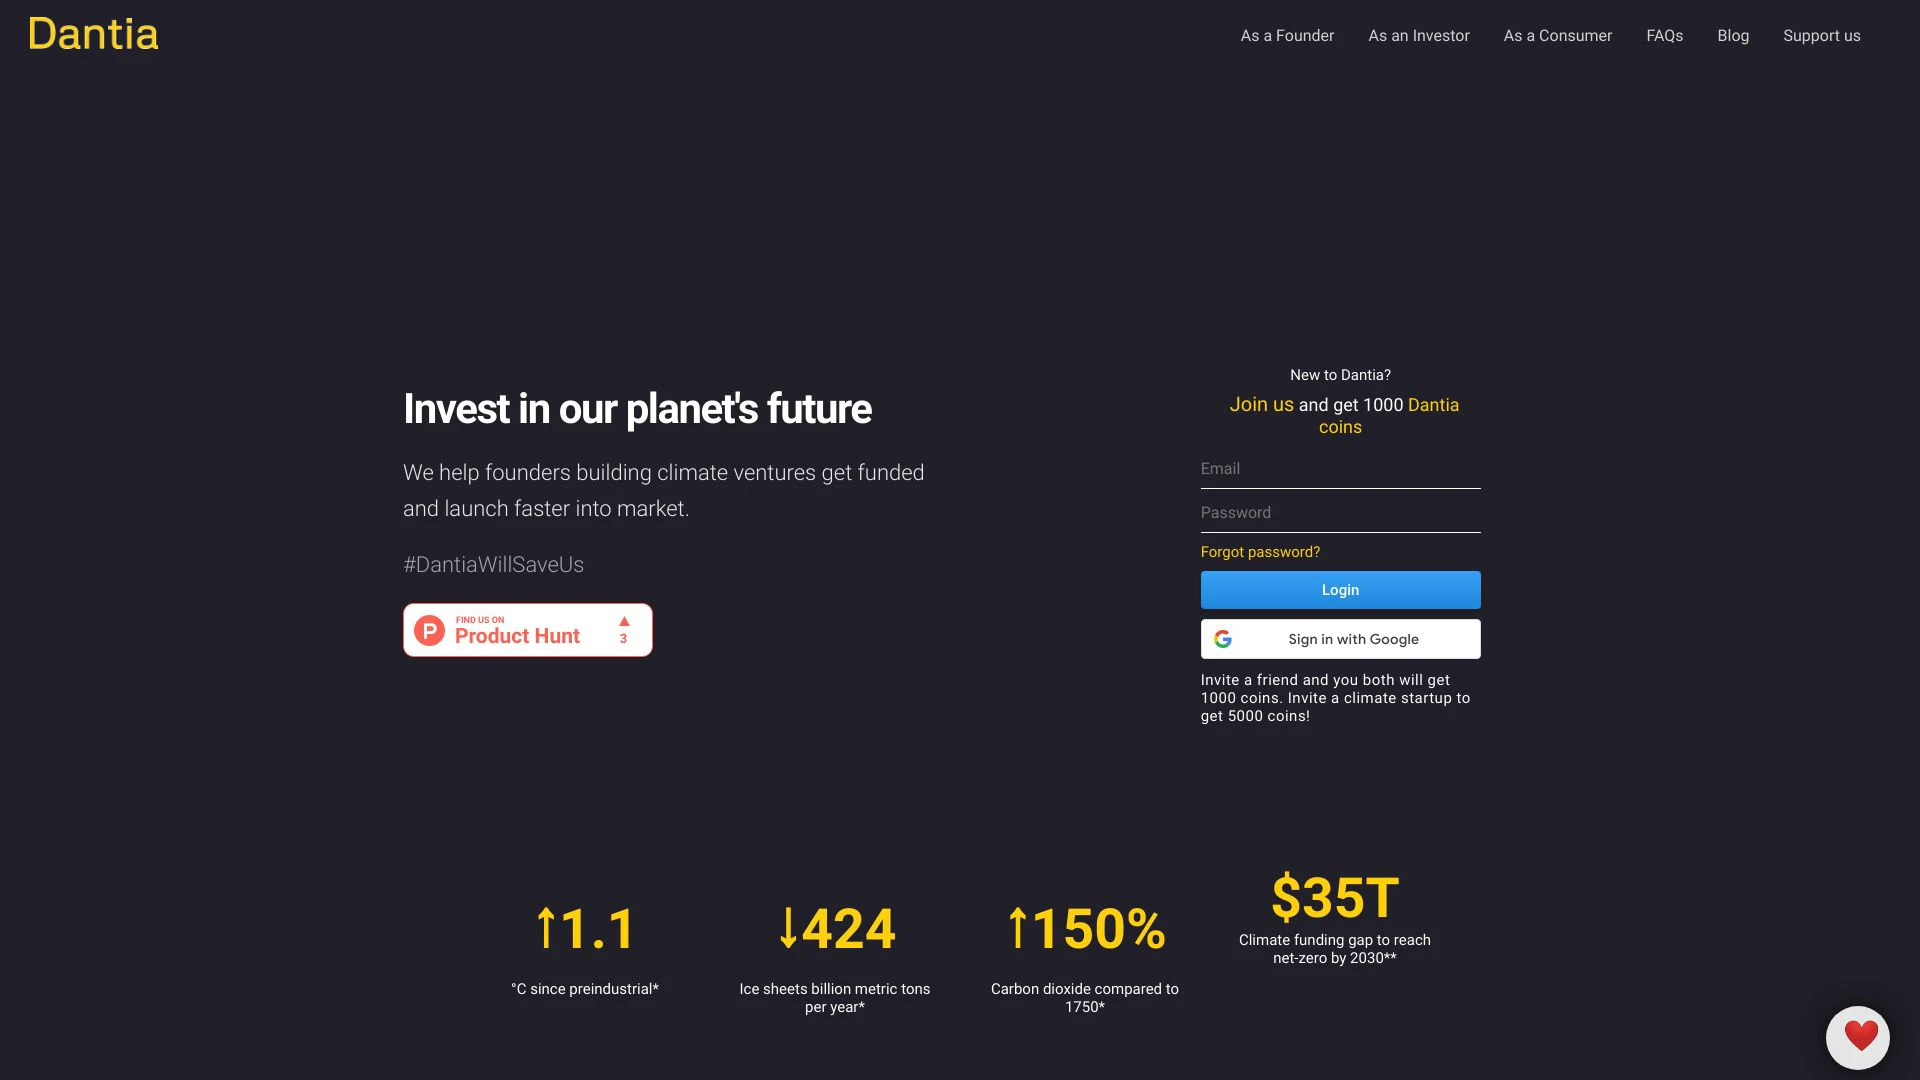 Dantia
As a Founder
As an Investor
As a Consumer
FAQs
Blog
Support us
Invest in our planet's future
We help founders building climate ventures get funded
and launch faster into market.
#DantiaWillSaveUs
FIND US ON
Product Hunt
▲
3
New to Dantia?
Join us and get 1000 Dantia
coins
Email
Password
Forgot password?
Login
Sign in with Google
Invite a friend and you both will get
1000 coins. Invite a climate startup to
get 5000 coins!
↑1.1
°C since preindustrial*
↓424
Ice sheets billion metric tons
per year*
↑150%
Carbon dioxide compared to
1750*
$35T
Climate funding gap to reach
net-zero by 2030**